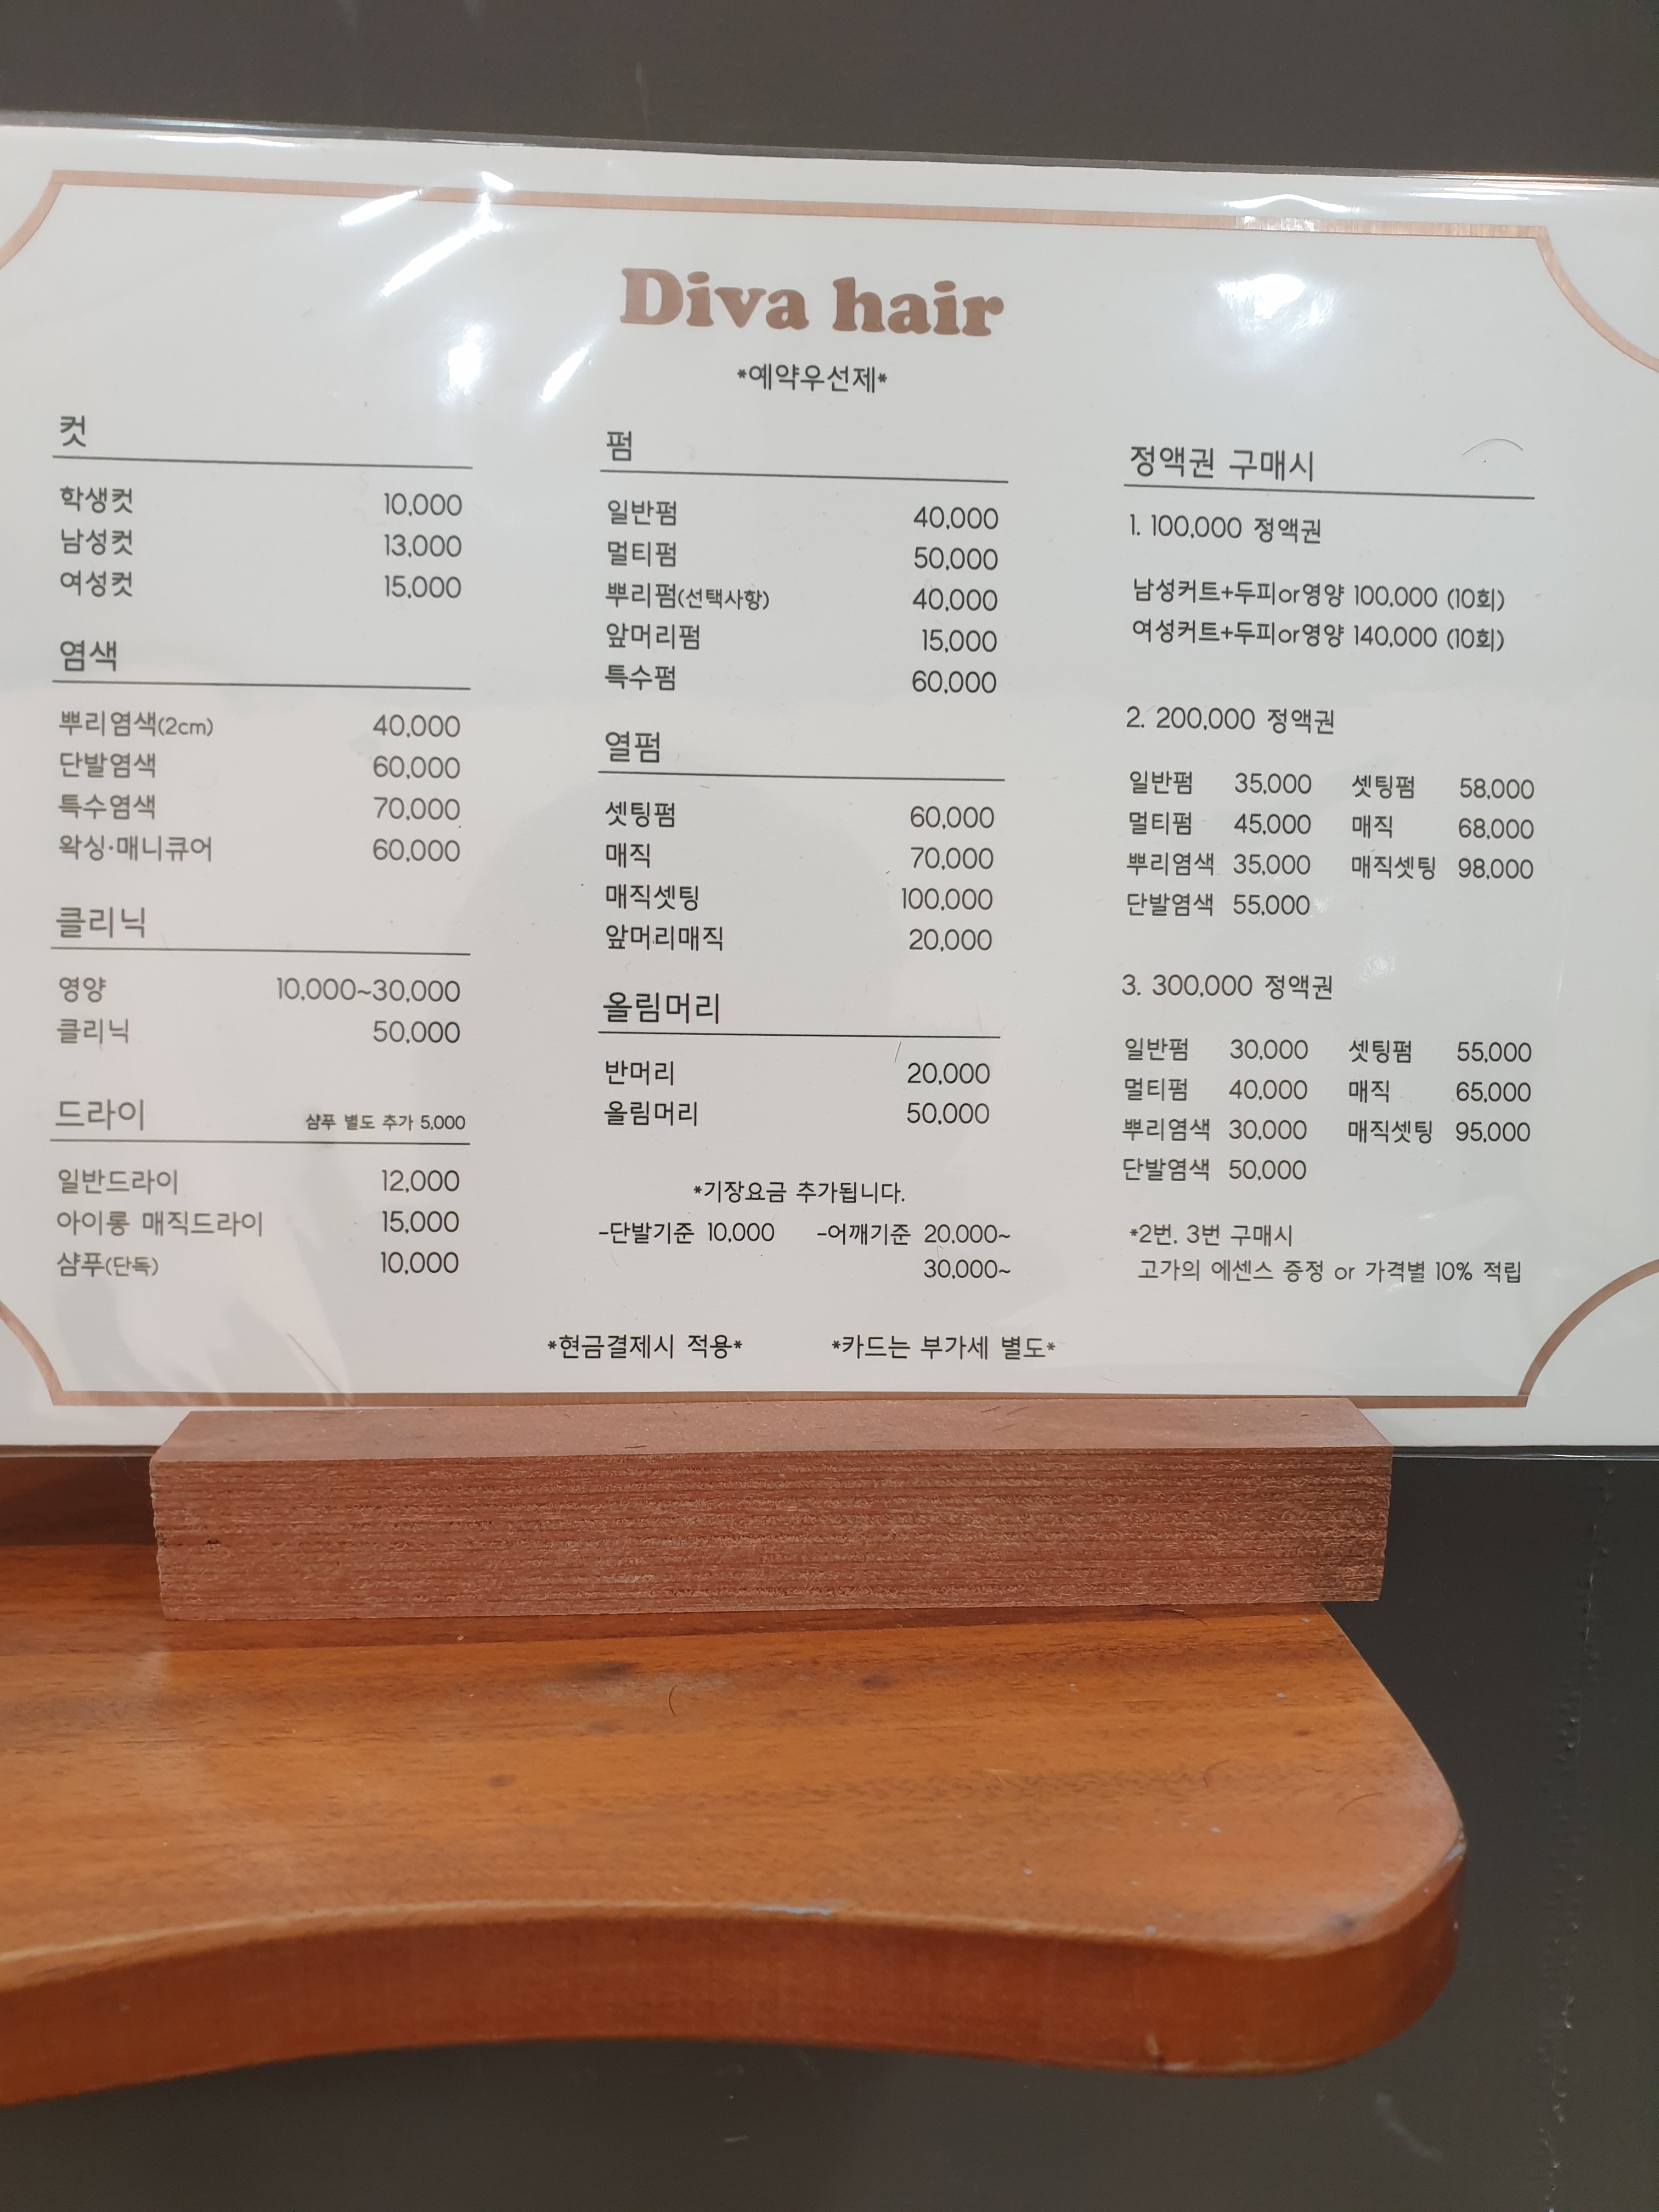 Diva hair
*예약우선제*
컷
학생컷 10,000
남성컷 13,000
여성컷 15,000
염색
뿌리염색(2cm) 40,000
단발염색 60,000
특수염색 70,000
왁싱·매니큐어 60,000
클리닉
영양 10,000~30,000
클리닉 50,000
드라이 샴푸 별도 추가 5,000
일반드라이 12,000
아이롱 매직드라이 15,000
샴푸(단독) 10,000
펌
일반펌 40,000
멀티펌 50,000
뿌리펌(선택사항) 40,000
앞머리펌 15,000
특수펌 60,000
열펌
셋팅펌 60,000
매직 70,000
매직셋팅 100,000
앞머리매직 20,000
올림머리
반머리 20,000
올림머리 50,000
*기장요금 추가됩니다.
-단발기준 10,000 -어깨기준 20,000~
30,000~
정액권 구매시
1. 100,000 정액권
남성커트+두피or영양 100,000 (10회)
여성커트+두피or영양 140,000 (10회)
2. 200,000 정액권
일반펌 35,000 셋팅펌 58,000
멀티펌 45,000 매직 68,000
뿌리염색 35,000 매직셋팅 98,000
단발염색 55,000
3. 300,000 정액권
일반펌 30,000 셋팅펌 55,000
멀티펌 40,000 매직 65,000
뿌리염색 30,000 매직셋팅 95,000
단발염색 50,000
*2번. 3번 구매시
고가의 에센스 증정 or 가격별 10% 적립
*현금결제시 적용* *카드는 부가세 별도*